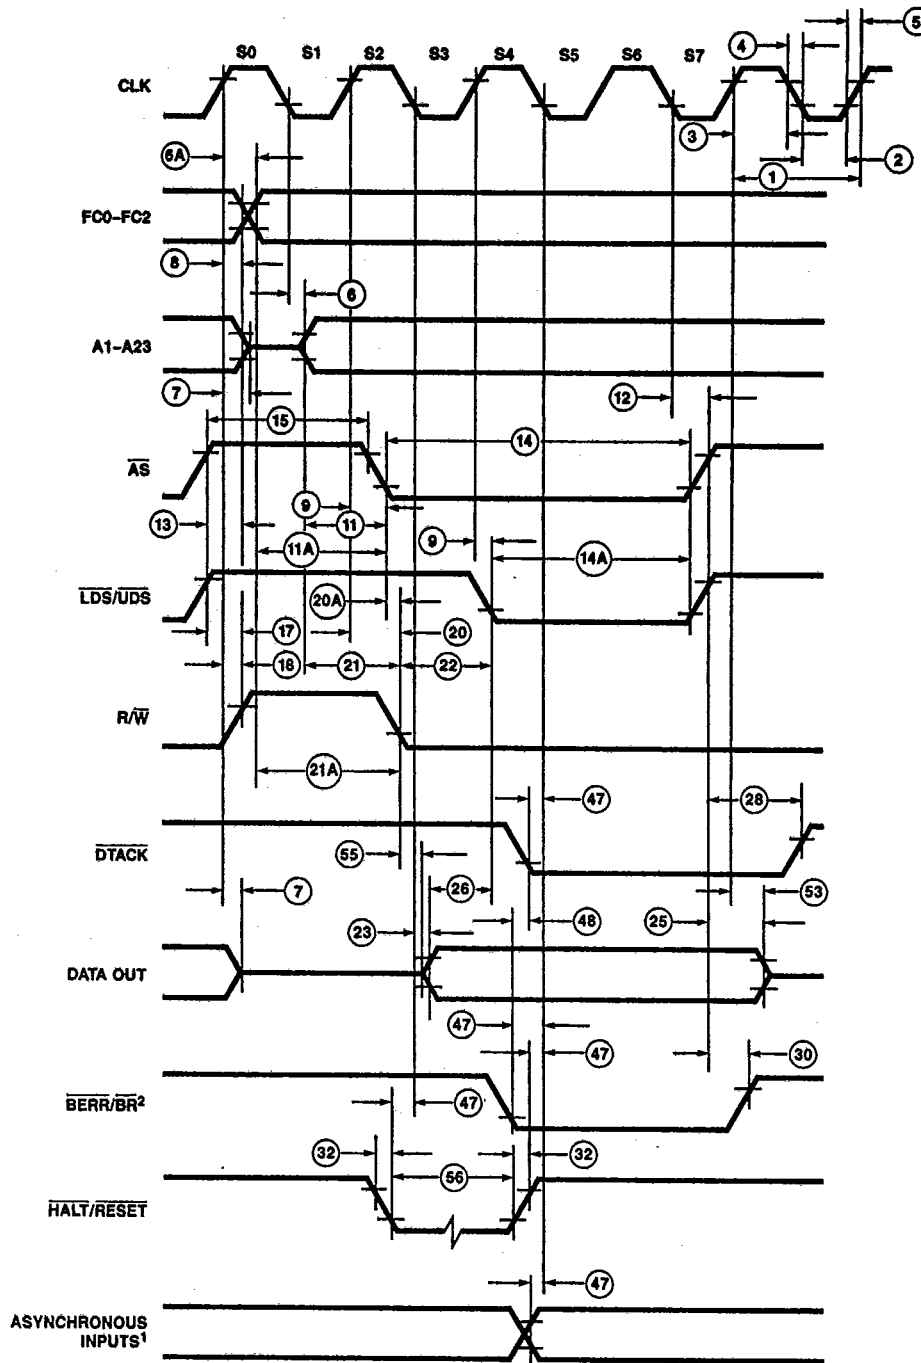 5
4
S0 S1 S2 S3 S4 S5 S6 S7
CLK
3
2
1
6A
FC0–FC2
8
6
A1–A23
7
12
15
14
AS
9
13
11
9
11A
14A
LDS/UDS
20A
17
20
18
21
22
R/W
21A
47
28
DTACK
55
7
26
53
23
48
25
DATA OUT
47
47
30
BERR/BR²
47
32
32
56
HALT/RESET
47
ASYNCHRONOUS
INPUTS¹